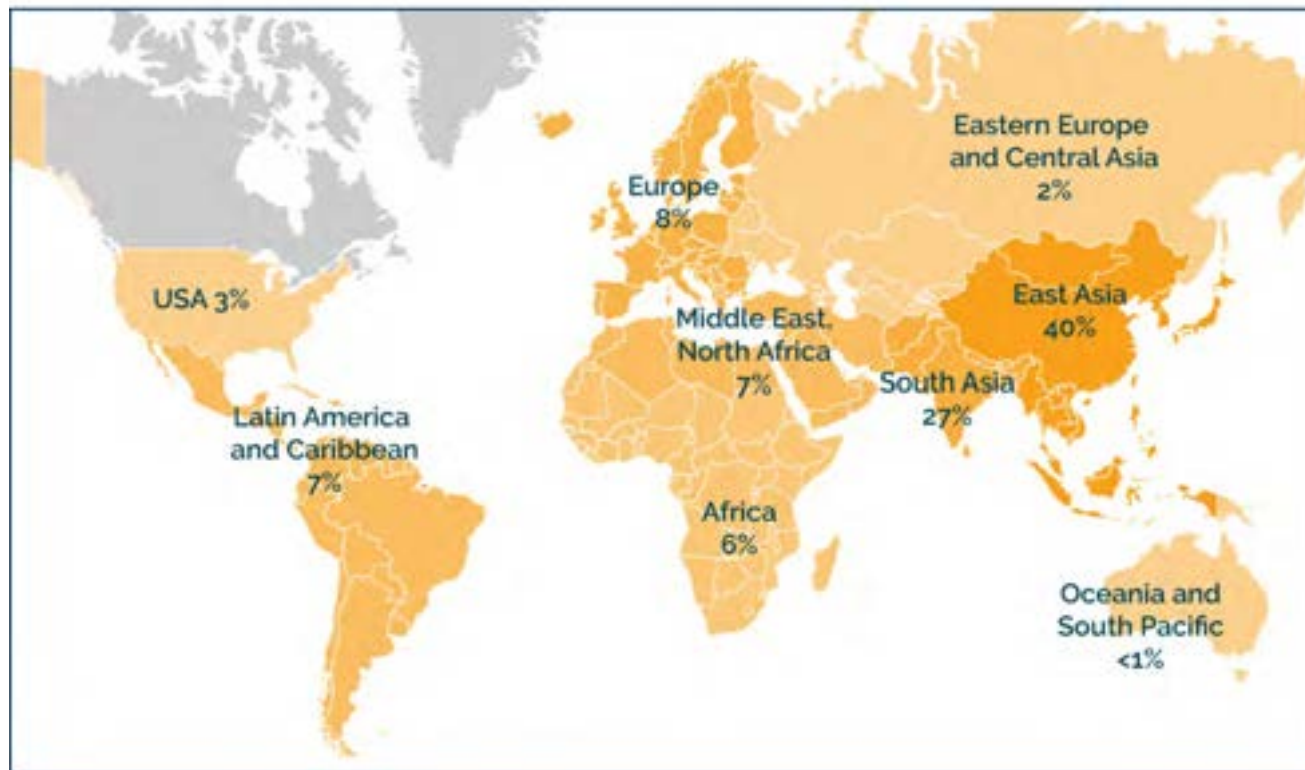 Eastern Europe
and Central Asia
2%
Europe
8%
USA 3%
East Asia
40%
Middle East,
North Africa
7%
South Asia
27%
Latin America
and Caribbean
7%
Africa
6%
Oceania and
South Pacific
<1%